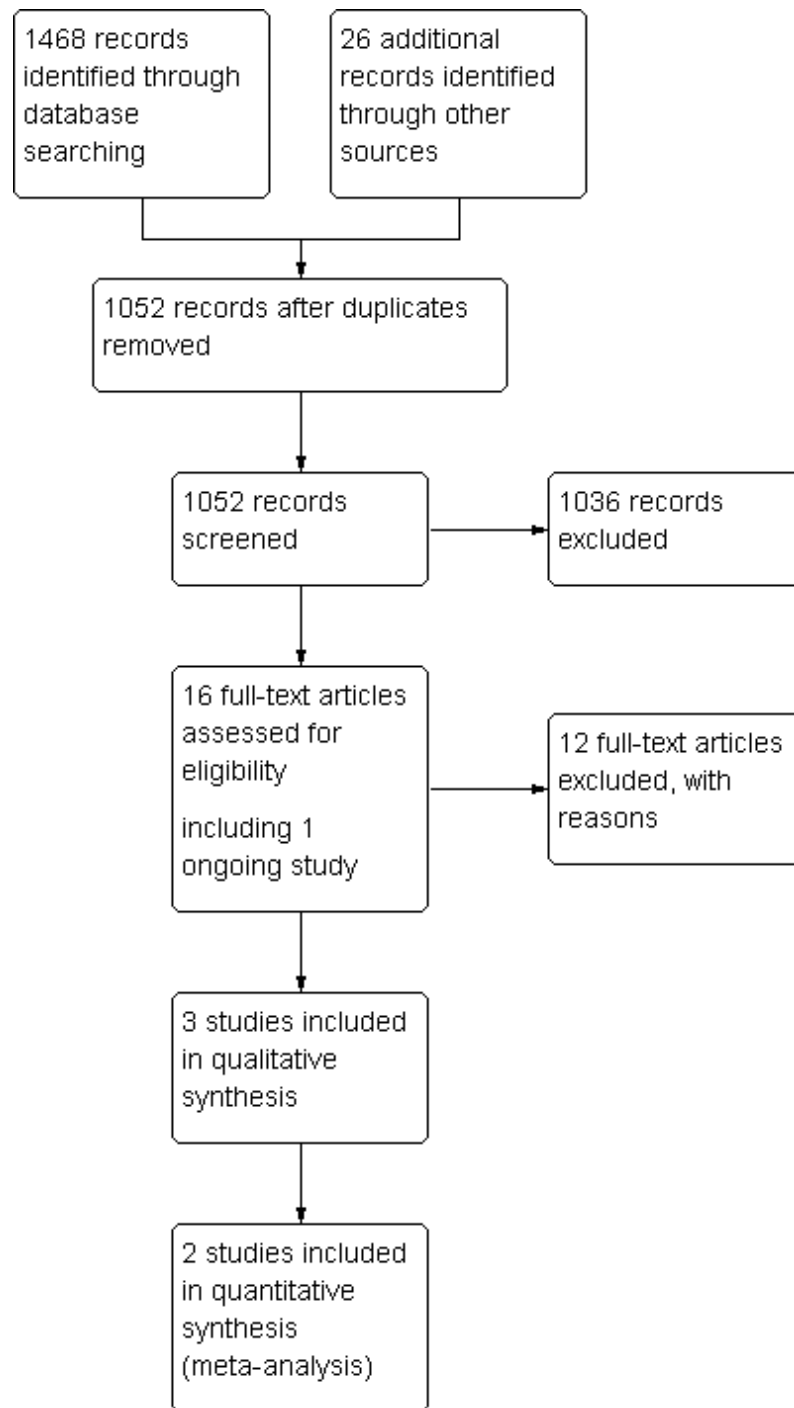 1468 records
identified through
database
searching
26 additional
records identified
through other
sources
1052 records after duplicates
removed
1052 records
screened
1036 records
excluded
16 full-text articles
assessed for
eligibility
including 1
ongoing study
12 full-text articles
excluded, with
reasons
3 studies included
in qualitative
synthesis
2 studies included
in quantitative
synthesis
(meta-analysis)